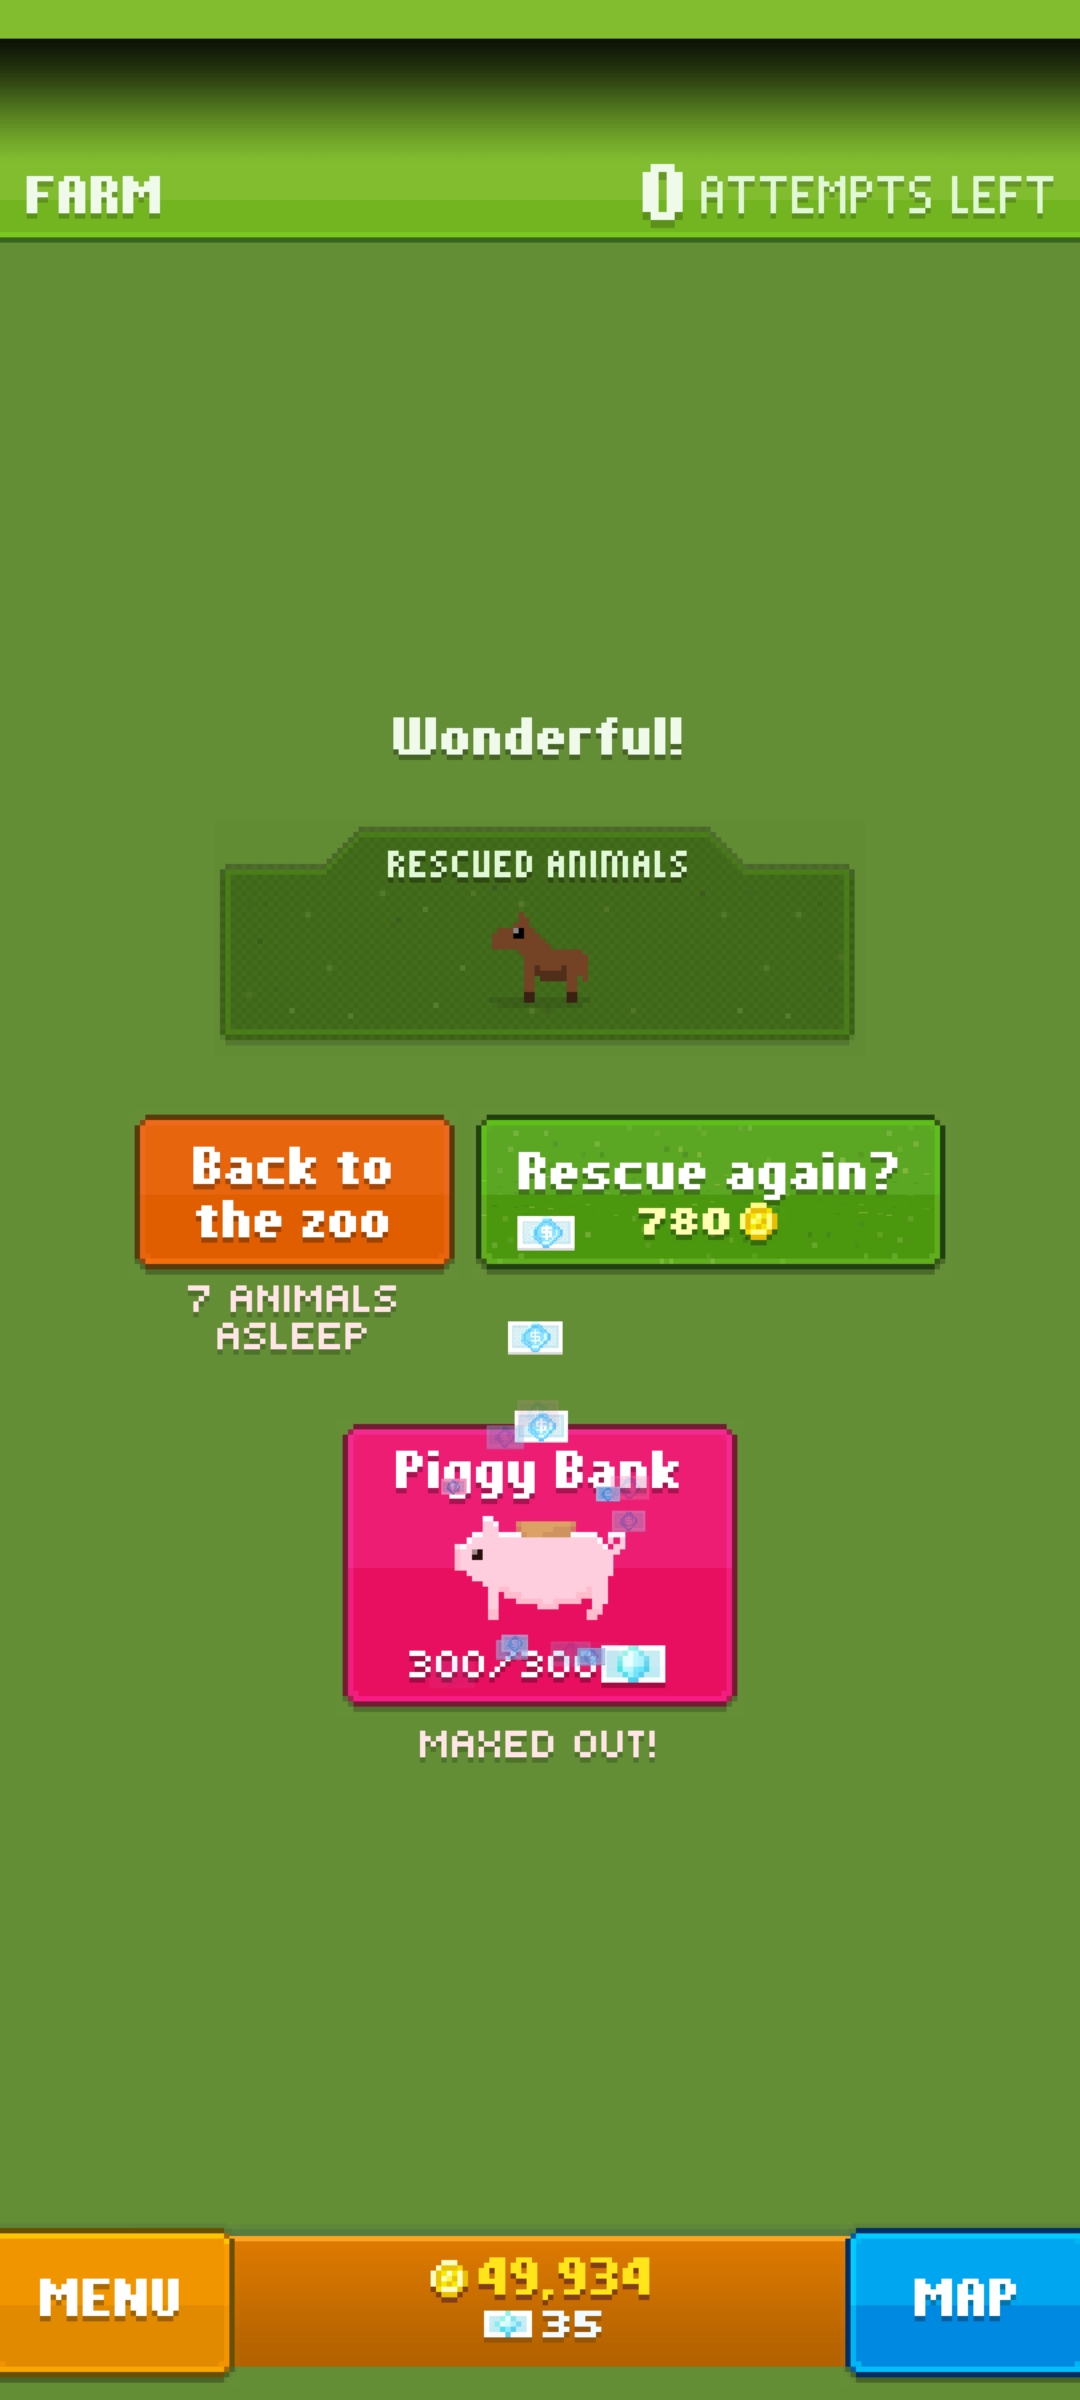 FARM
0 ATTEMPTS LEFT
Wonderful!
RESCUED ANIMALS
Back to
the zoo
Rescue again?
780
7 ANIMALS
ASLEEP
Piggy Bank
300/300
MAXED OUT!
MENU
49,934
35
MAP